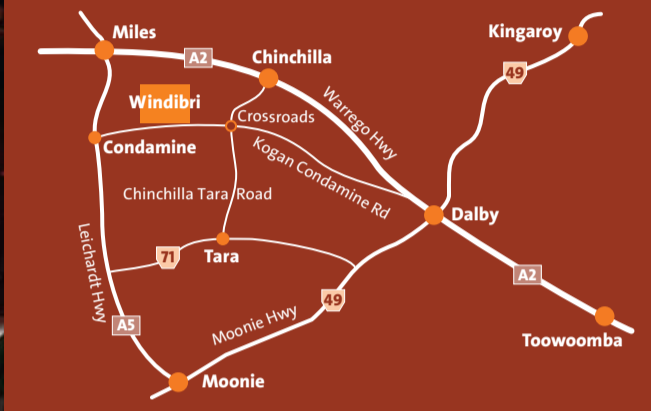 Miles
Kingaroy
A2
Chinchilla
49
Windibri
Warrego Hwy
Crossroads
Condamine
Kogan Condamine Rd
Chinchilla Tara Road
Dalby
Leichardt Hwy
71
Tara
A2
49
A5
Moonie Hwy
Toowoomba
Moonie